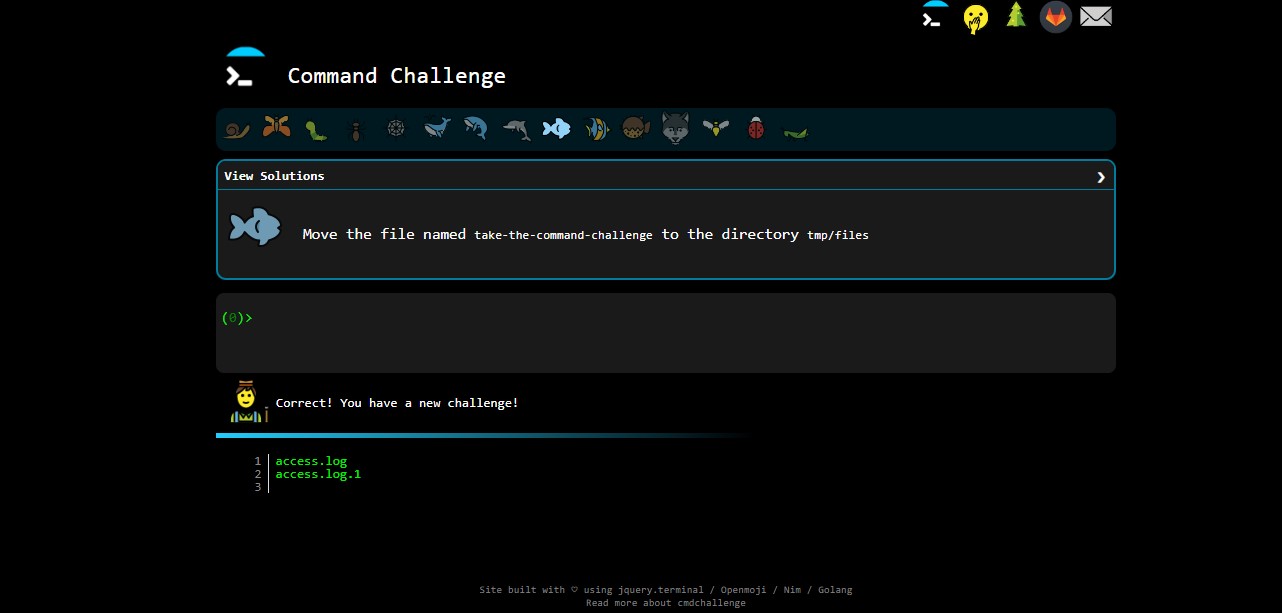 Command Challenge
View Solutions
Move the file named take-the-command-challenge to the directory tmp/files
(0)>
Correct! You have a new challenge!
1 access.log
2 access.log.1
3
Site built with ♡ using jquery.terminal / Openmoji / Nim / Golang
Read more about cmdchallenge